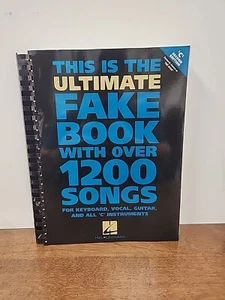 THIS IS THE
ULTIMATE
FAKE
BOOK
WITH OVER
1200
SONGS
FOR KEYBOARD, VOCAL, GUITAR,
AND ALL 'C' INSTRUMENTS